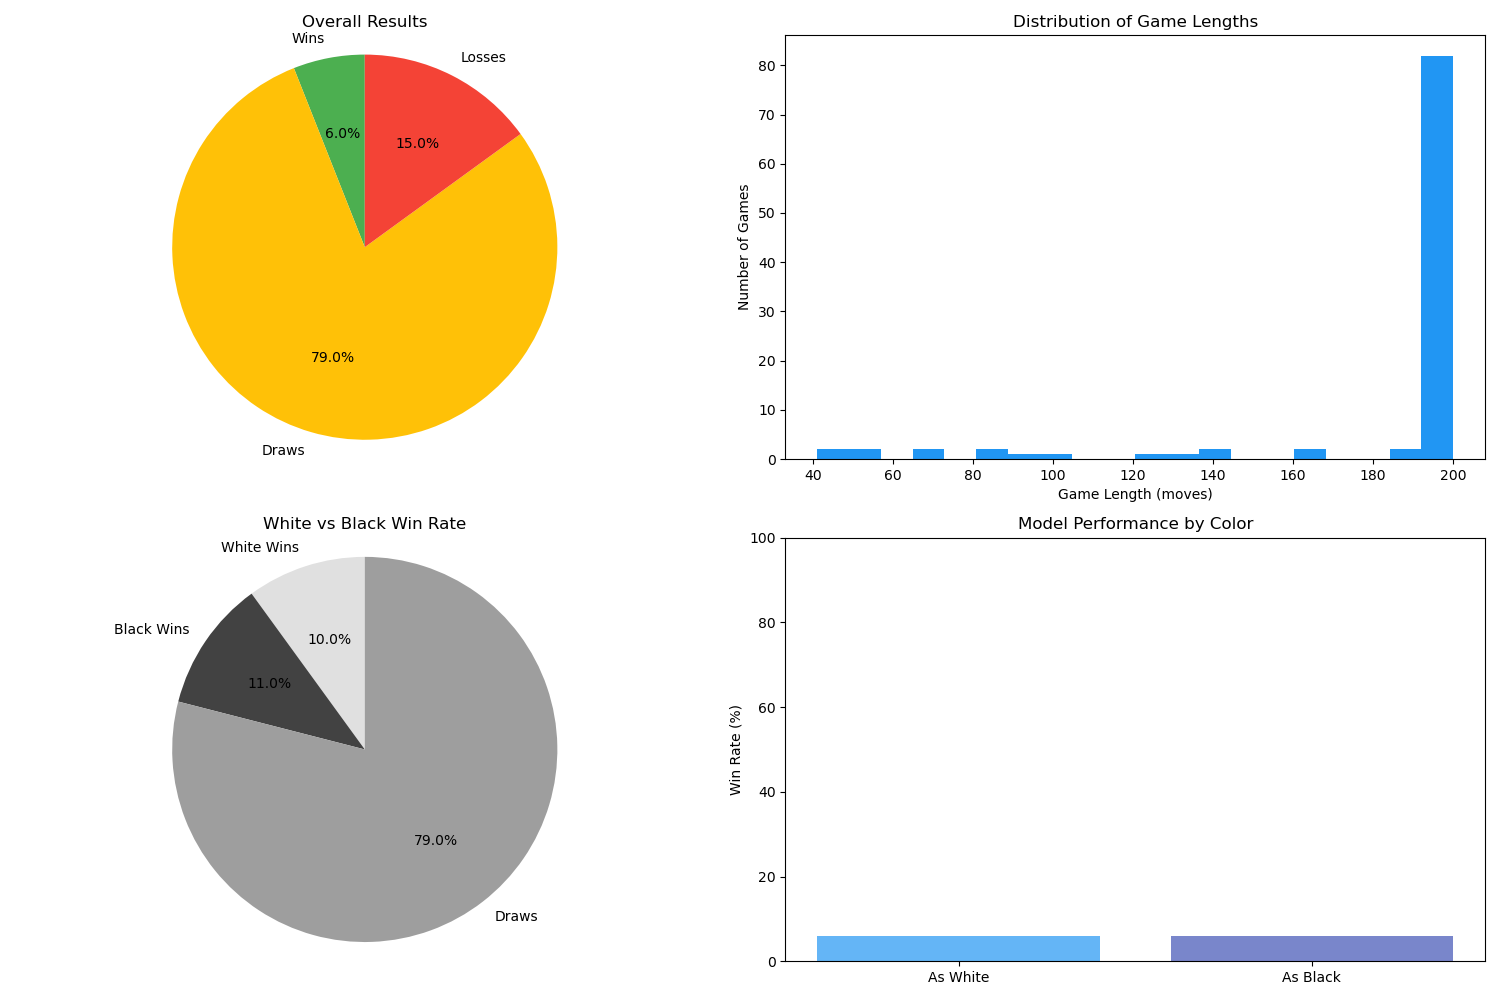 Overall Results
Wins
Losses
6.0%
15.0%
79.0%
Draws
Distribution of Game Lengths
Number of Games
80
70
60
50
40
30
20
10
0
40 60 80 100 120 140 160 180 200
Game Length (moves)
White vs Black Win Rate
White Wins
Black Wins
10.0%
11.0%
79.0%
Draws
Model Performance by Color
Win Rate (%)
100
80
60
40
20
0
As White As Black